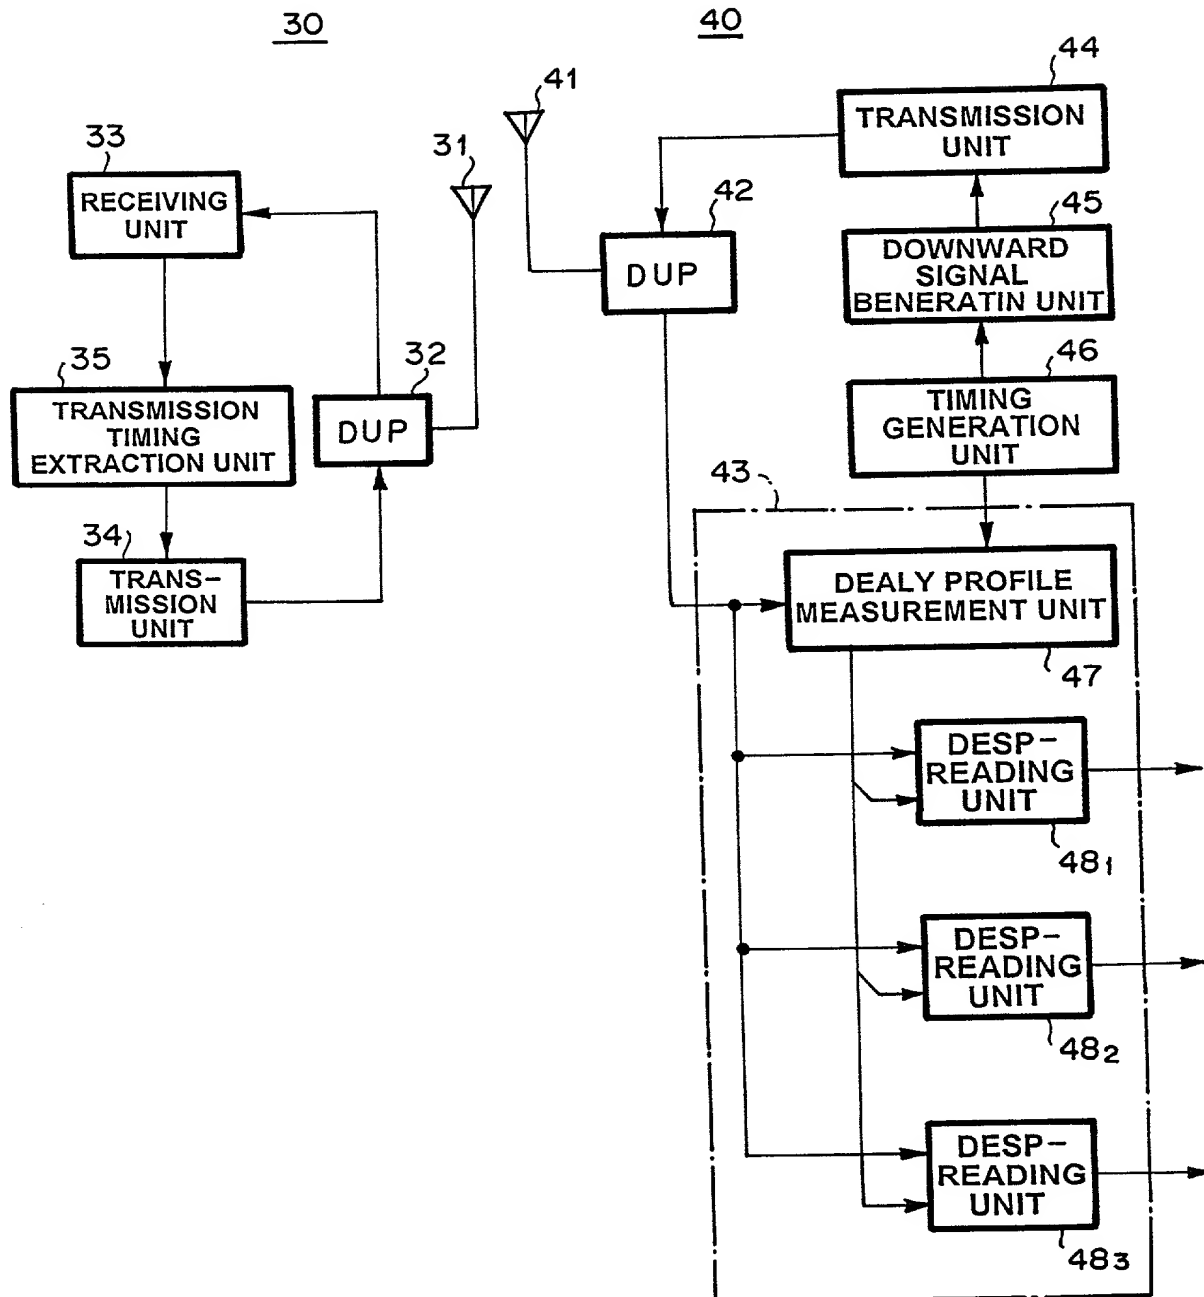 30
40
41
44
TRANSMISSION
UNIT
33
RECEIVING
UNIT
31
42
DUP
45
DOWNWARD
SIGNAL
BENERATIN UNIT
35
TRANSMISSION
TIMING
EXTRACTION UNIT
32
DUP
46
TIMING
GENERATION
UNIT
43
34
TRANS-
MISSION
UNIT
DEALY PROFILE
MEASUREMENT UNIT
47
DESP-
READING
UNIT
481
DESP-
READING
UNIT
482
DESP-
READING
UNIT
483